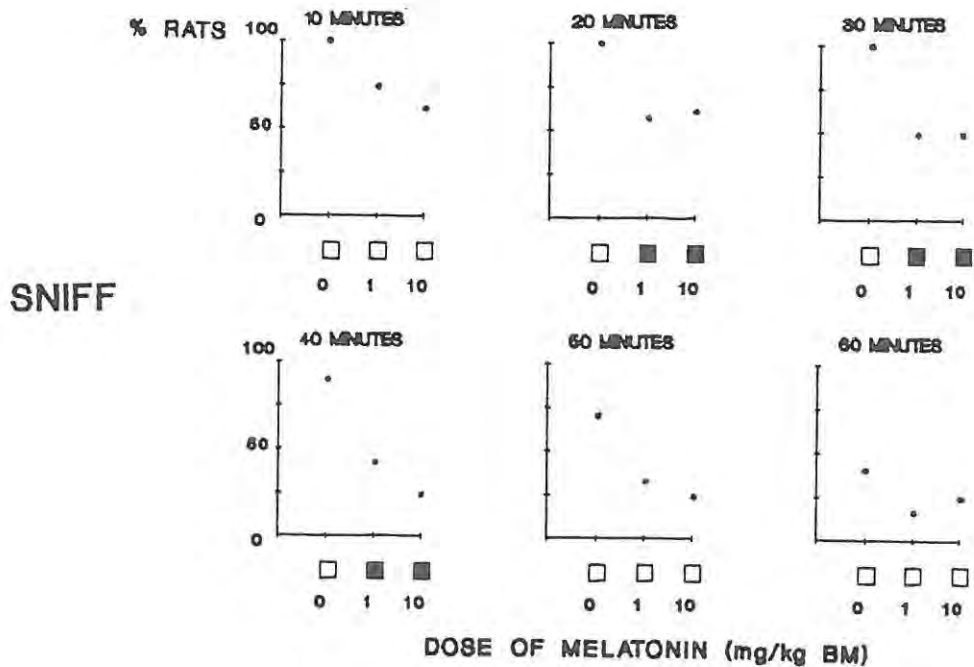 % RATS
10 MINUTES
20 MINUTES
30 MINUTES
100
60
0
0 1 10
0 1 10
0 1 10
SNIFF
40 MINUTES
60 MINUTES
60 MINUTES
100
60
0
0 1 10
0 1 10
0 1 10
DOSE OF MELATONIN (mg/kg BM)